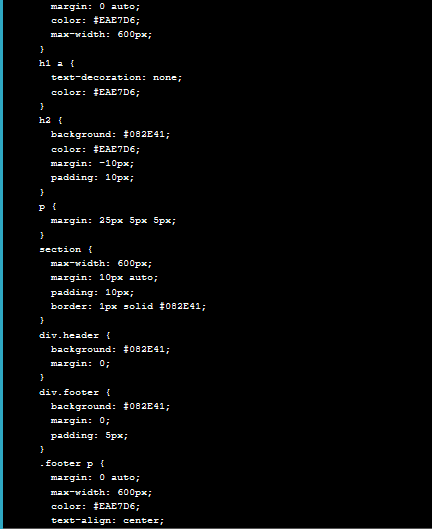 margin: 0 auto;
color: #EAE7D6;
max-width: 600px;
}
h1 a {
text-decoration: none;
color: #EAE7D6;
}
h2 {
background: #082E41;
color: #EAE7D6;
margin: -10px;
padding: 10px;
}
p {
margin: 25px 5px 5px;
}
section {
max-width: 600px;
margin: 10px auto;
padding: 10px;
border: 1px solid #082E41;
}
div.header {
background: #082E41;
margin: 0;
}
div.footer {
background: #082E41;
margin: 0;
padding: 5px;
}
.footer p {
margin: 0 auto;
max-width: 600px;
color: #EAE7D6;
text-align: center;